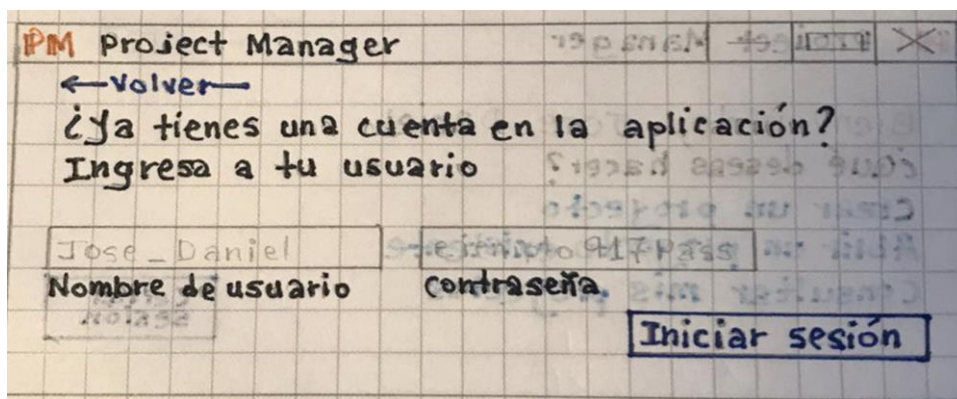 PM Project Manager
←Volver
¿Ya tienes una cuenta en la aplicación?
Ingresa a tu usuario
Jose_Daniel ejemplo917pass
Nombre de usuario contraseña
Iniciar sesión